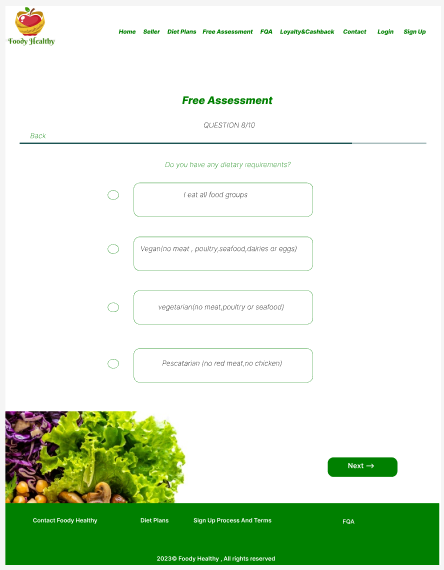 Foody Healthy
Home Seller Diet Plans Free Assessment FQA Loyalty&Cashback Contact Login Sign Up
Free Assessment
QUESTION 8/10
Back
Do you have any dietary requirements?
I eat all food groups
Vegan(no meat , poultry,seafood,dairies or eggs)
vegetarian(no red meat,poultry or seafood)
Pescatarian (no red meat,no chicken)
Next →
Contact Foody Healthy Diet Plans Sign Up Process And Terms FQA
2023© Foody Healthy , All rights reserved